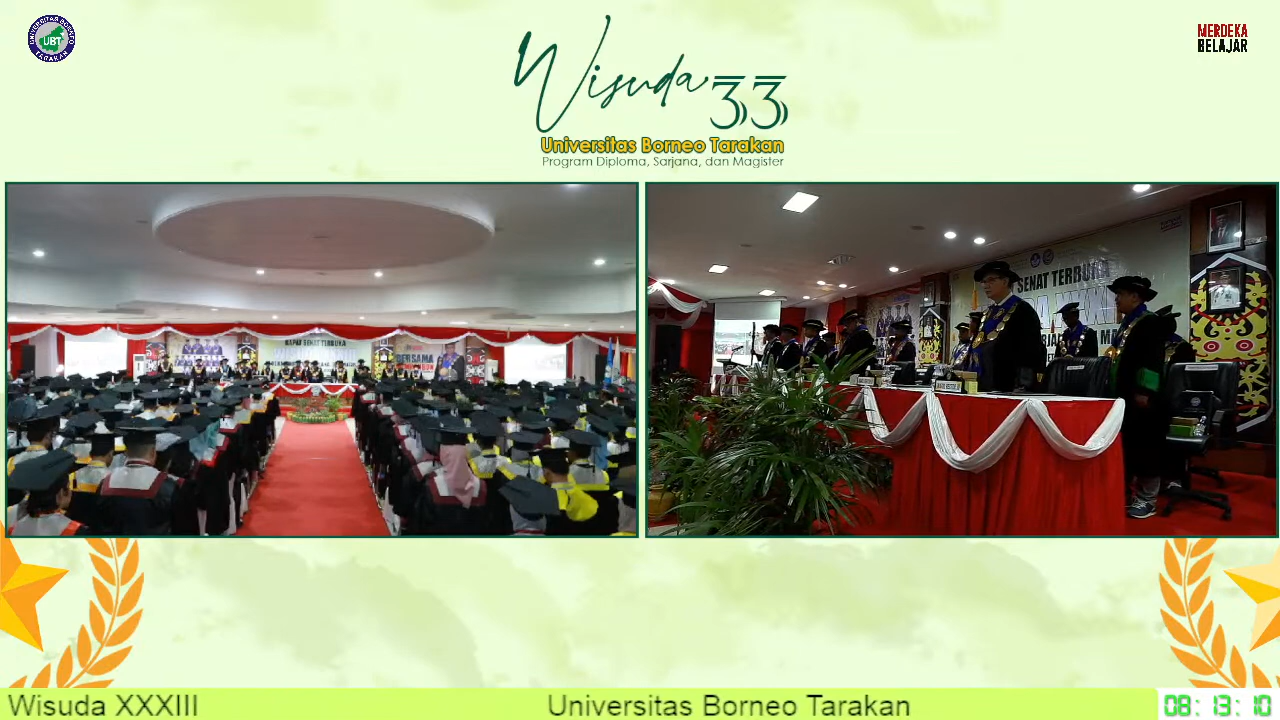 UNIVERSITAS BORNEO
UBT
TARAKAN
MERDEKA
BELAJAR
Wisuda 33
Universitas Borneo Tarakan
Program Diploma, Sarjana, dan Magister
RAPAT SENAT TERBUKA
BERSAMA
SENAT TERBUKA
Wisuda XXXIII
Universitas Borneo Tarakan
08:13:10